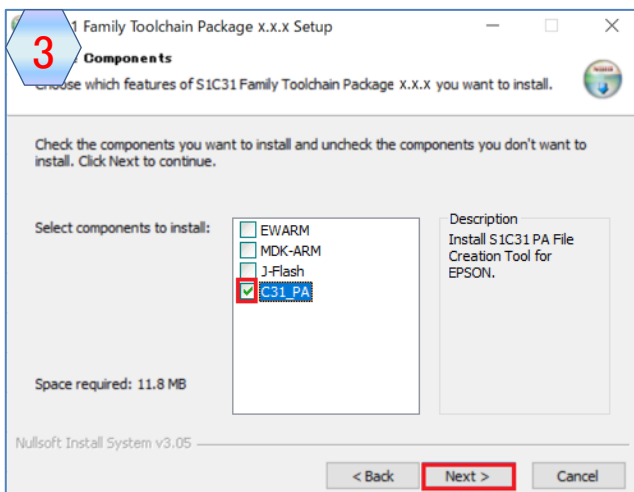 3
1 Family Toolchain Package X.X.X Setup
Components
Choose which features of S1C31 Family Toolchain Package X.X.X you want to install.
Check the components you want to install and uncheck the components you don't want to
install. Click Next to continue.
Select components to install:
EWARM
MDK-ARM
J-Flash
C31_PA
Description
Install S1C31 PA File
Creation Tool for
EPSON.
Space required: 11.8 MB
Nullsoft Install System v3.05
< Back
Next >
Cancel